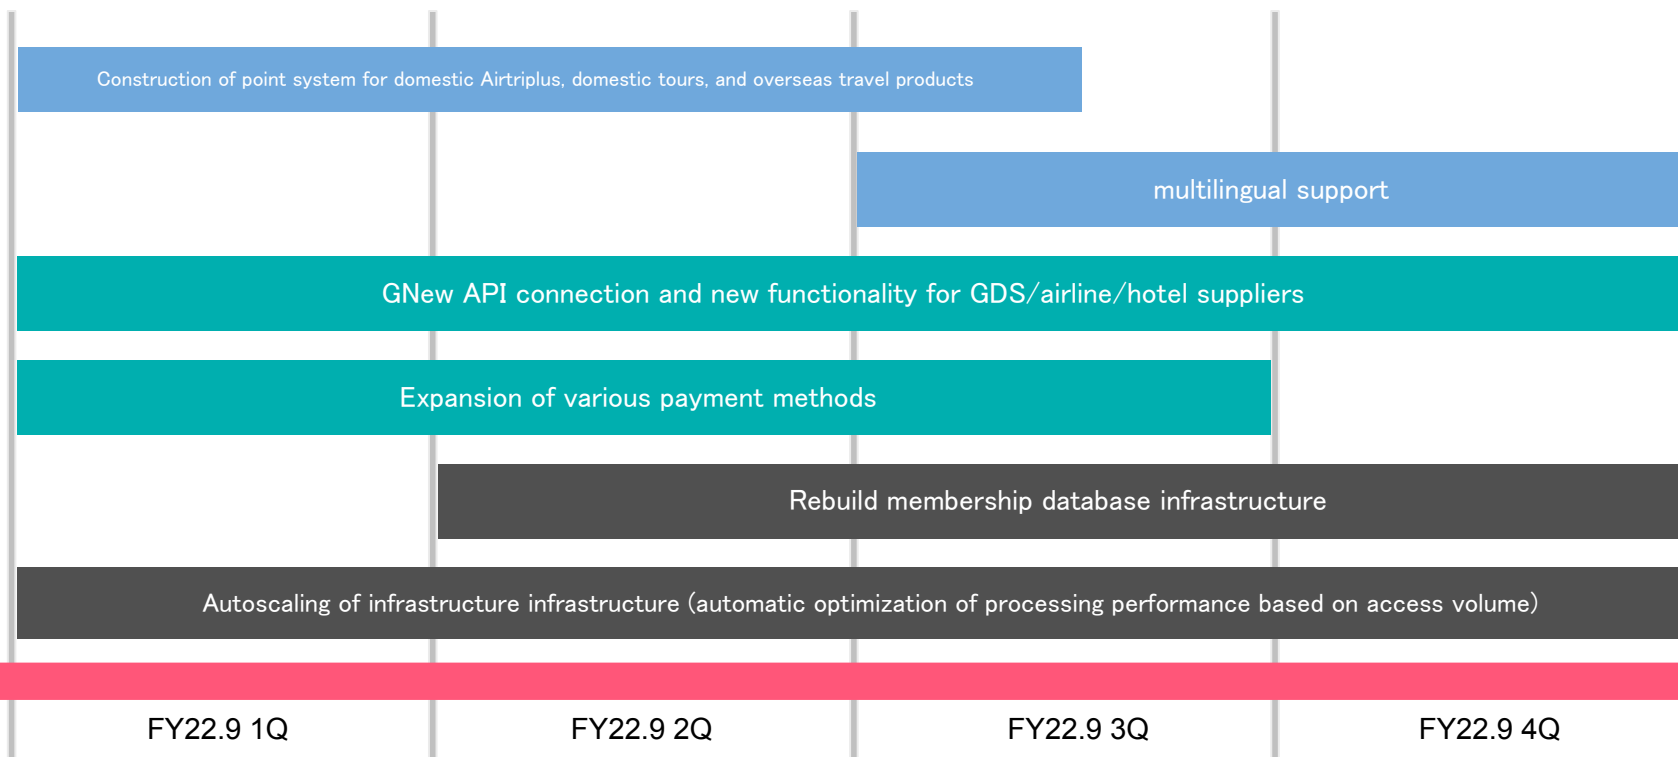 Construction of point system for domestic Airtriplus, domestic tours, and overseas travel products
multilingual support
GNew API connection and new functionality for GDS/airline/hotel suppliers
Expansion of various payment methods
Rebuild membership database infrastructure
Autoscaling of infrastructure infrastructure (automatic optimization of processing performance based on access volume)
FY22.9 1Q
FY22.9 2Q
FY22.9 3Q
FY22.9 4Q